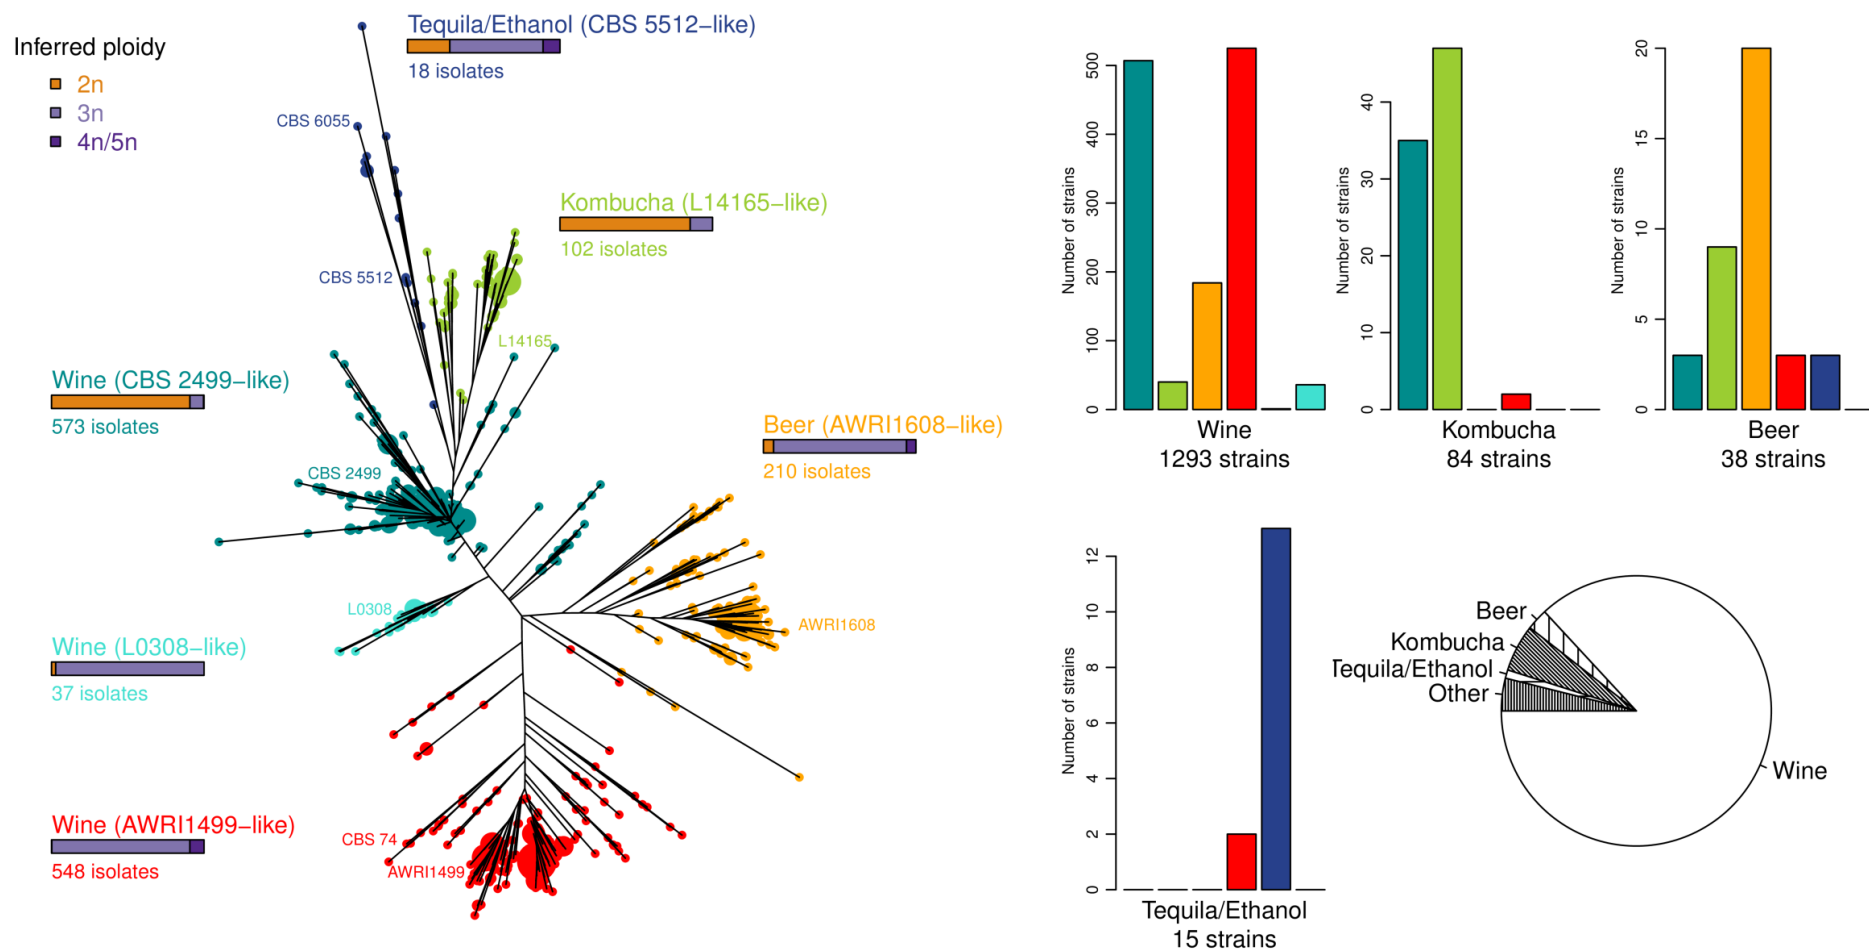 Inferred ploidy
2n
3n
4n/5n
Tequila/Ethanol (CBS 5512−like)
18 isolates
CBS 6055
Kombucha (L14165−like)
102 isolates
CBS 5512
L14165
Wine (CBS 2499−like)
573 isolates
CBS 2499
Beer (AWRI1608−like)
210 isolates
L0308
AWRI1608
Wine (L0308−like)
37 isolates
Wine (AWRI1499−like)
548 isolates
CBS 74
AWRI1499
Number of strains
0
100
200
300
400
500
Wine
1293 strains
Number of strains
0
10
20
30
40
Kombucha
84 strains
Number of strains
0
5
10
15
20
Beer
38 strains
Number of strains
0
2
4
6
8
10
12
Tequila/Ethanol
15 strains
Beer
Kombucha
Tequila/Ethanol
Other
Wine